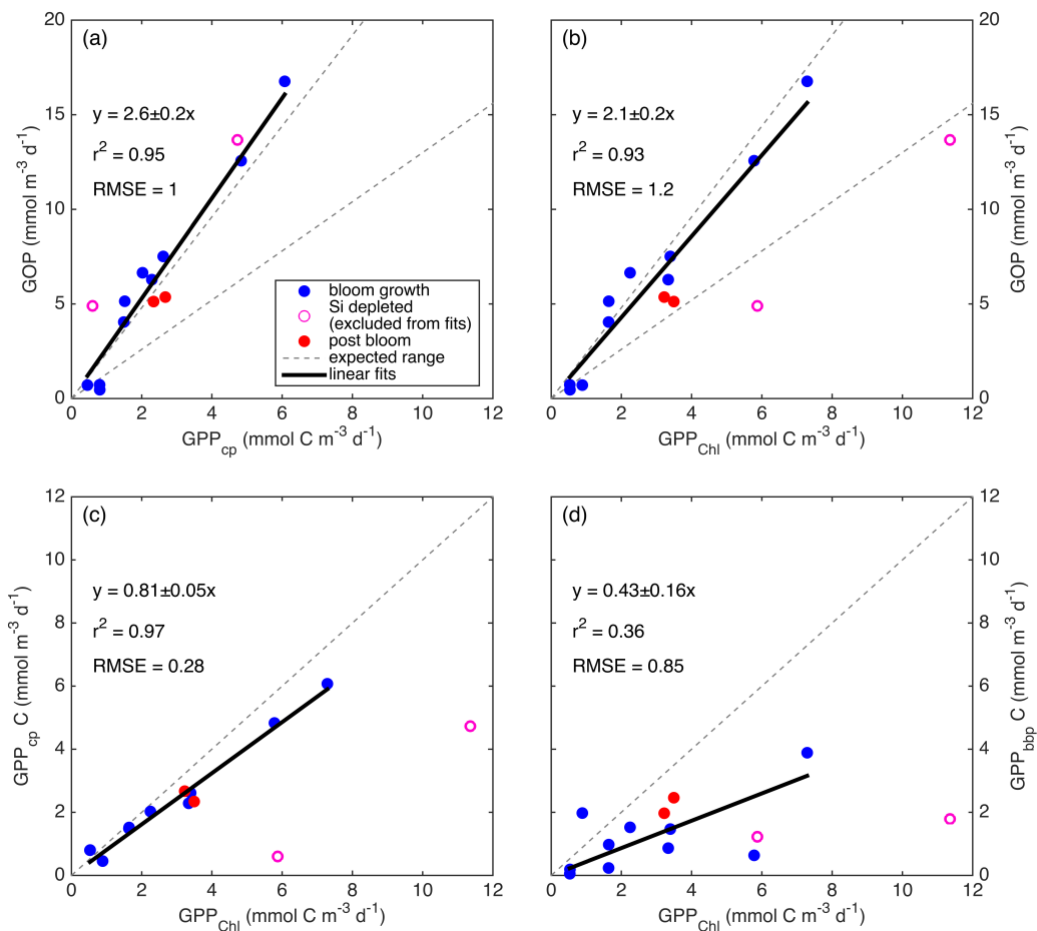 (a)
y = 2.6±0.2x
r² = 0.95
RMSE = 1
GOP (mmol m⁻³ d⁻¹)
20
15
10
5
0
0 2 4 6 8 10 12
GPP_cp (mmol C m⁻³ d⁻¹)
bloom growth
Si depleted
(excluded from fits)
post bloom
expected range
linear fits
(b)
y = 2.1±0.2x
r² = 0.93
RMSE = 1.2
GOP (mmol m⁻³ d⁻¹)
20
15
10
5
0
0 2 4 6 8 10 12
GPP_Chl (mmol C m⁻³ d⁻¹)
(c)
y = 0.81±0.05x
r² = 0.97
RMSE = 0.28
GPP_cp C (mmol m⁻³ d⁻¹)
12
10
8
6
4
2
0
0 2 4 6 8 10 12
GPP_Chl (mmol C m⁻³ d⁻¹)
(d)
y = 0.43±0.16x
r² = 0.36
RMSE = 0.85
GPP_bbp C (mmol m⁻³ d⁻¹)
12
10
8
6
4
2
0
0 2 4 6 8 10 12
GPP_Chl (mmol C m⁻³ d⁻¹)